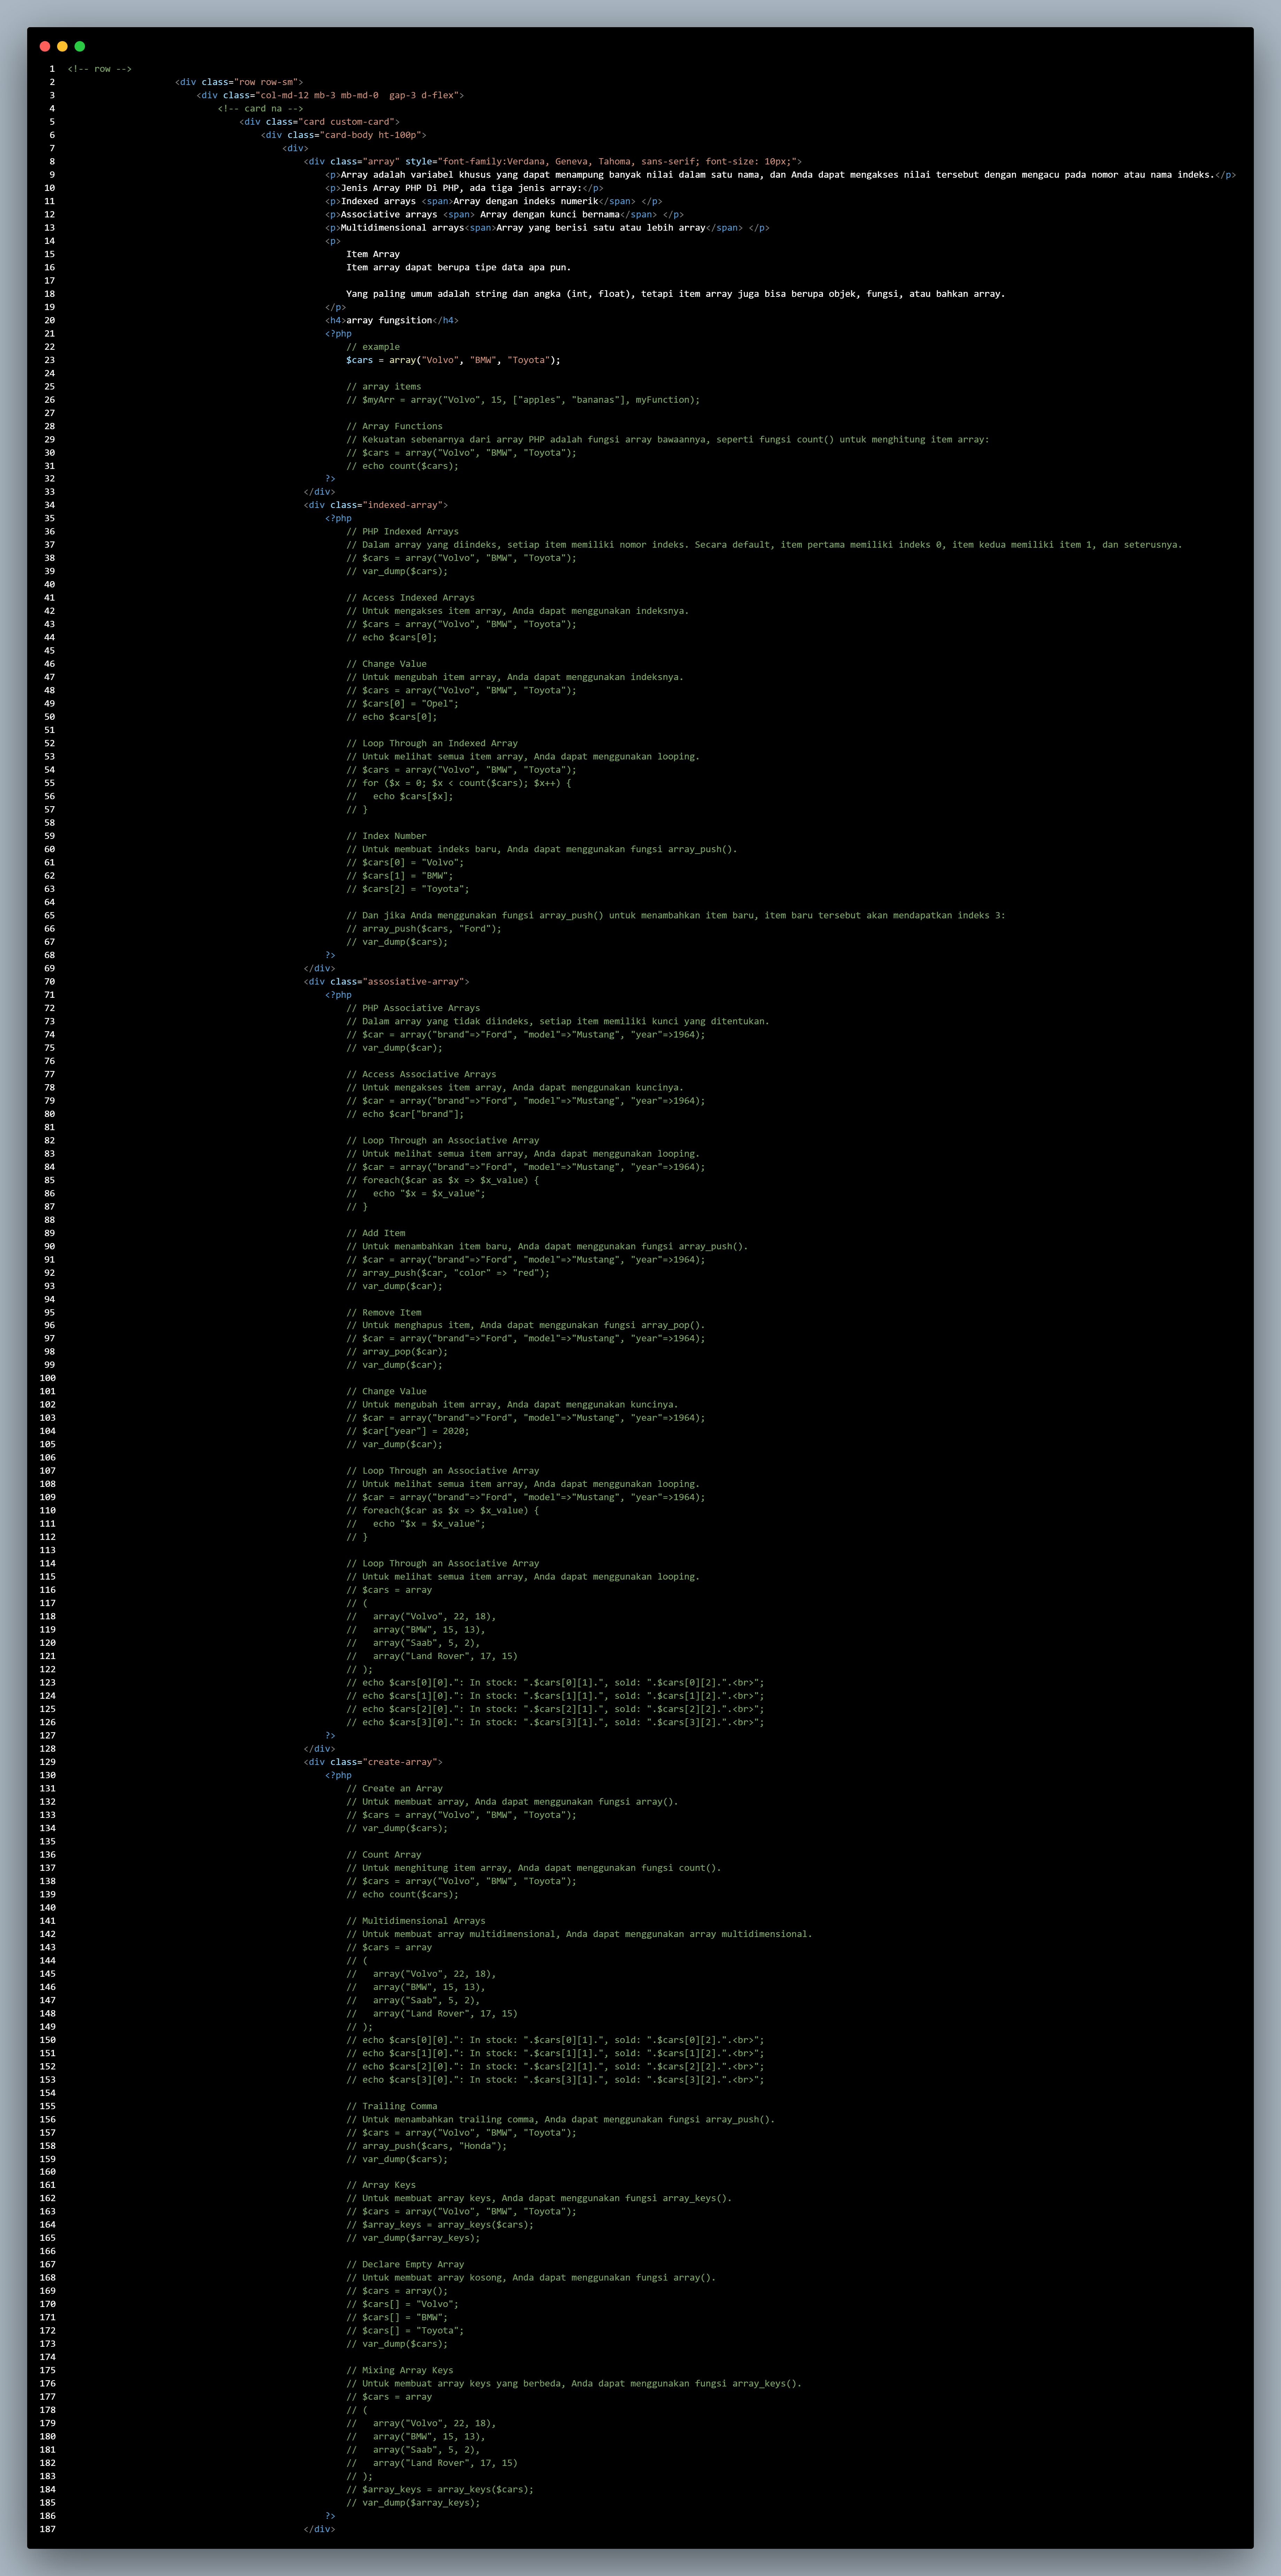 1 <!-- row -->
2 <div class="row row-sm">
3 <div class="col-md-12 mb-3 mb-md-0  gap-3 d-flex">
4 <!-- card na -->
5 <div class="card custom-card">
6 <div class="card-body ht-100p">
7 <div>
8 <div class="array" style="font-family:Verdana, Geneva, Tahoma, sans-serif; font-size: 10px;">
9 <p>Array adalah variabel khusus yang dapat menampung banyak nilai dalam satu nama, dan Anda dapat mengakses nilai tersebut dengan mengacu pada nomor atau nama indeks.</p>
10 <p>Jenis Array PHP Di PHP, ada tiga jenis array:</p>
11 <p>Indexed arrays <span>Array dengan indeks numerik</span> </p>
12 <p>Associative arrays <span> Array dengan kunci bernama</span> </p>
13 <p>Multidimensional arrays<span>Array yang berisi satu atau lebih array</span> </p>
14 <p>
15 Item Array
16 Item array dapat berupa tipe data apa pun.
17
18 Yang paling umum adalah string dan angka (int, float), tetapi item array juga bisa berupa objek, fungsi, atau bahkan array.
19 </p>
20 <h4>array fungsition</h4>
21 <?php
22 // example
23 $cars = array("Volvo", "BMW", "Toyota");
24
25 // array items
26 // $myArr = array("Volvo", 15, ["apples", "bananas"], myFunction);
27
28 // Array Functions
29 // Kekuatan sebenarnya dari array PHP adalah fungsi array bawaannya, seperti fungsi count() untuk menghitung item array:
30 // $cars = array("Volvo", "BMW", "Toyota");
31 // echo count($cars);
32 ?>
33 </div>
34 <div class="indexed-array">
35 <?php
36 // PHP Indexed Arrays
37 // Dalam array yang diindeks, setiap item memiliki nomor indeks. Secara default, item pertama memiliki indeks 0, item kedua memiliki item 1, dan seterusnya.
38 // $cars = array("Volvo", "BMW", "Toyota");
39 // var_dump($cars);
40
41 // Access Indexed Arrays
42 // Untuk mengakses item array, Anda dapat menggunakan indeksnya.
43 // $cars = array("Volvo", "BMW", "Toyota");
44 // echo $cars[0];
45
46 // Change Value
47 // Untuk mengubah item array, Anda dapat menggunakan indeksnya.
48 // $cars = array("Volvo", "BMW", "Toyota");
49 // $cars[0] = "Opel";
50 // echo $cars[0];
51
52 // Loop Through an Indexed Array
53 // Untuk melihat semua item array, Anda dapat menggunakan looping.
54 // $cars = array("Volvo", "BMW", "Toyota");
55 // for ($x = 0; $x < count($cars); $x++) {
56 //   echo $cars[$x];
57 // }
58
59 // Index Number
60 // Untuk membuat indeks baru, Anda dapat menggunakan fungsi array_push().
61 // $cars[0] = "Volvo";
62 // $cars[1] = "BMW";
63 // $cars[2] = "Toyota";
64
65 // Dan jika Anda menggunakan fungsi array_push() untuk menambahkan item baru, item baru tersebut akan mendapatkan indeks 3:
66 // array_push($cars, "Ford");
67 // var_dump($cars);
68 ?>
69 </div>
70 <div class="assosiative-array">
71 <?php
72 // PHP Associative Arrays
73 // Dalam array yang tidak diindeks, setiap item memiliki kunci yang ditentukan.
74 // $car = array("brand"=>"Ford", "model"=>"Mustang", "year"=>1964);
75 // var_dump($car);
76
77 // Access Associative Arrays
78 // Untuk mengakses item array, Anda dapat menggunakan kuncinya.
79 // $car = array("brand"=>"Ford", "model"=>"Mustang", "year"=>1964);
80 // echo $car["brand"];
81
82 // Loop Through an Associative Array
83 // Untuk melihat semua item array, Anda dapat menggunakan looping.
84 // $car = array("brand"=>"Ford", "model"=>"Mustang", "year"=>1964);
85 // foreach($car as $x => $x_value) {
86 //   echo "$x = $x_value";
87 // }
88
89 // Add Item
90 // Untuk menambahkan item baru, Anda dapat menggunakan fungsi array_push().
91 // $car = array("brand"=>"Ford", "model"=>"Mustang", "year"=>1964);
92 // array_push($car, "color" => "red");
93 // var_dump($car);
94
95 // Remove Item
96 // Untuk menghapus item, Anda dapat menggunakan fungsi array_pop().
97 // $car = array("brand"=>"Ford", "model"=>"Mustang", "year"=>1964);
98 // array_pop($car);
99 // var_dump($car);
100
101 // Change Value
102 // Untuk mengubah item array, Anda dapat menggunakan kuncinya.
103 // $car = array("brand"=>"Ford", "model"=>"Mustang", "year"=>1964);
104 // $car["year"] = 2020;
105 // var_dump($car);
106
107 // Loop Through an Associative Array
108 // Untuk melihat semua item array, Anda dapat menggunakan looping.
109 // $car = array("brand"=>"Ford", "model"=>"Mustang", "year"=>1964);
110 // foreach($car as $x => $x_value) {
111 //   echo "$x = $x_value";
112 // }
113
114 // Loop Through an Associative Array
115 // Untuk melihat semua item array, Anda dapat menggunakan looping.
116 // $cars = array
117 // (
118 //   array("Volvo", 22, 18),
119 //   array("BMW", 15, 13),
120 //   array("Saab", 5, 2),
121 //   array("Land Rover", 17, 15)
122 // );
123 // echo $cars[0][0].": In stock: ".$cars[0][1].", sold: ".$cars[0][2].".<br>";
124 // echo $cars[1][0].": In stock: ".$cars[1][1].", sold: ".$cars[1][2].".<br>";
125 // echo $cars[2][0].": In stock: ".$cars[2][1].", sold: ".$cars[2][2].".<br>";
126 // echo $cars[3][0].": In stock: ".$cars[3][1].", sold: ".$cars[3][2].".<br>";
127 ?>
128 </div>
129 <div class="create-array">
130 <?php
131 // Create an Array
132 // Untuk membuat array, Anda dapat menggunakan fungsi array().
133 // $cars = array("Volvo", "BMW", "Toyota");
134 // var_dump($cars);
135
136 // Count Array
137 // Untuk menghitung item array, Anda dapat menggunakan fungsi count().
138 // $cars = array("Volvo", "BMW", "Toyota");
139 // echo count($cars);
140
141 // Multidimensional Arrays
142 // Untuk membuat array multidimensional, Anda dapat menggunakan array multidimensional.
143 // $cars = array
144 // (
145 //   array("Volvo", 22, 18),
146 //   array("BMW", 15, 13),
147 //   array("Saab", 5, 2),
148 //   array("Land Rover", 17, 15)
149 // );
150 // echo $cars[0][0].": In stock: ".$cars[0][1].", sold: ".$cars[0][2].".<br>";
151 // echo $cars[1][0].": In stock: ".$cars[1][1].", sold: ".$cars[1][2].".<br>";
152 // echo $cars[2][0].": In stock: ".$cars[2][1].", sold: ".$cars[2][2].".<br>";
153 // echo $cars[3][0].": In stock: ".$cars[3][1].", sold: ".$cars[3][2].".<br>";
154
155 // Trailing Comma
156 // Untuk menambahkan trailing comma, Anda dapat menggunakan fungsi array_push().
157 // $cars = array("Volvo", "BMW", "Toyota");
158 // array_push($cars, "Honda");
159 // var_dump($cars);
160
161 // Array Keys
162 // Untuk membuat array keys, Anda dapat menggunakan fungsi array_keys().
163 // $cars = array("Volvo", "BMW", "Toyota");
164 // $array_keys = array_keys($cars);
165 // var_dump($array_keys);
166
167 // Declare Empty Array
168 // Untuk membuat array kosong, Anda dapat menggunakan fungsi array().
169 // $cars = array();
170 // $cars[] = "Volvo";
171 // $cars[] = "BMW";
172 // $cars[] = "Toyota";
173 // var_dump($cars);
174
175 // Mixing Array Keys
176 // Untuk membuat array keys yang berbeda, Anda dapat menggunakan fungsi array_keys().
177 // $cars = array
178 // (
179 //   array("Volvo", 22, 18),
180 //   array("BMW", 15, 13),
181 //   array("Saab", 5, 2),
182 //   array("Land Rover", 17, 15)
183 // );
184 // $array_keys = array_keys($cars);
185 // var_dump($array_keys);
186 ?>
187 </div>